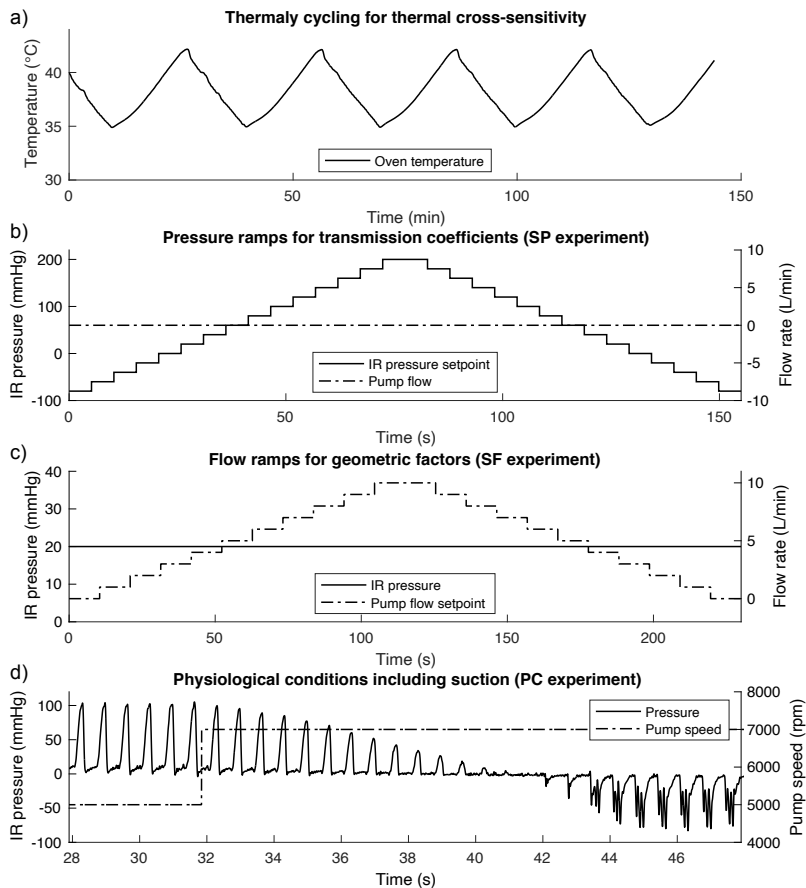 a)
Thermaly cycling for thermal cross-sensitivity
Temperature (°C)
40
35
30
Oven temperature
0
50
100
150
Time (min)
b)
Pressure ramps for transmission coefficients (SP experiment)
IR pressure (mmHg)
200
100
0
-100
IR pressure setpoint
Pump flow
10
5
0
-5
-10
Flow rate (L/min)
0
50
100
150
Time (s)
c)
Flow ramps for geometric factors (SF experiment)
IR pressure (mmHg)
40
30
20
10
0
IR pressure
Pump flow setpoint
10
5
0
Flow rate (L/min)
0
50
100
150
200
Time (s)
d)
Physiological conditions including suction (PC experiment)
IR pressure (mmHg)
100
50
0
-50
-100
Pressure
Pump speed
8000
7000
6000
5000
4000
Pump speed (rpm)
28
30
32
34
36
38
40
42
44
46
Time (s)